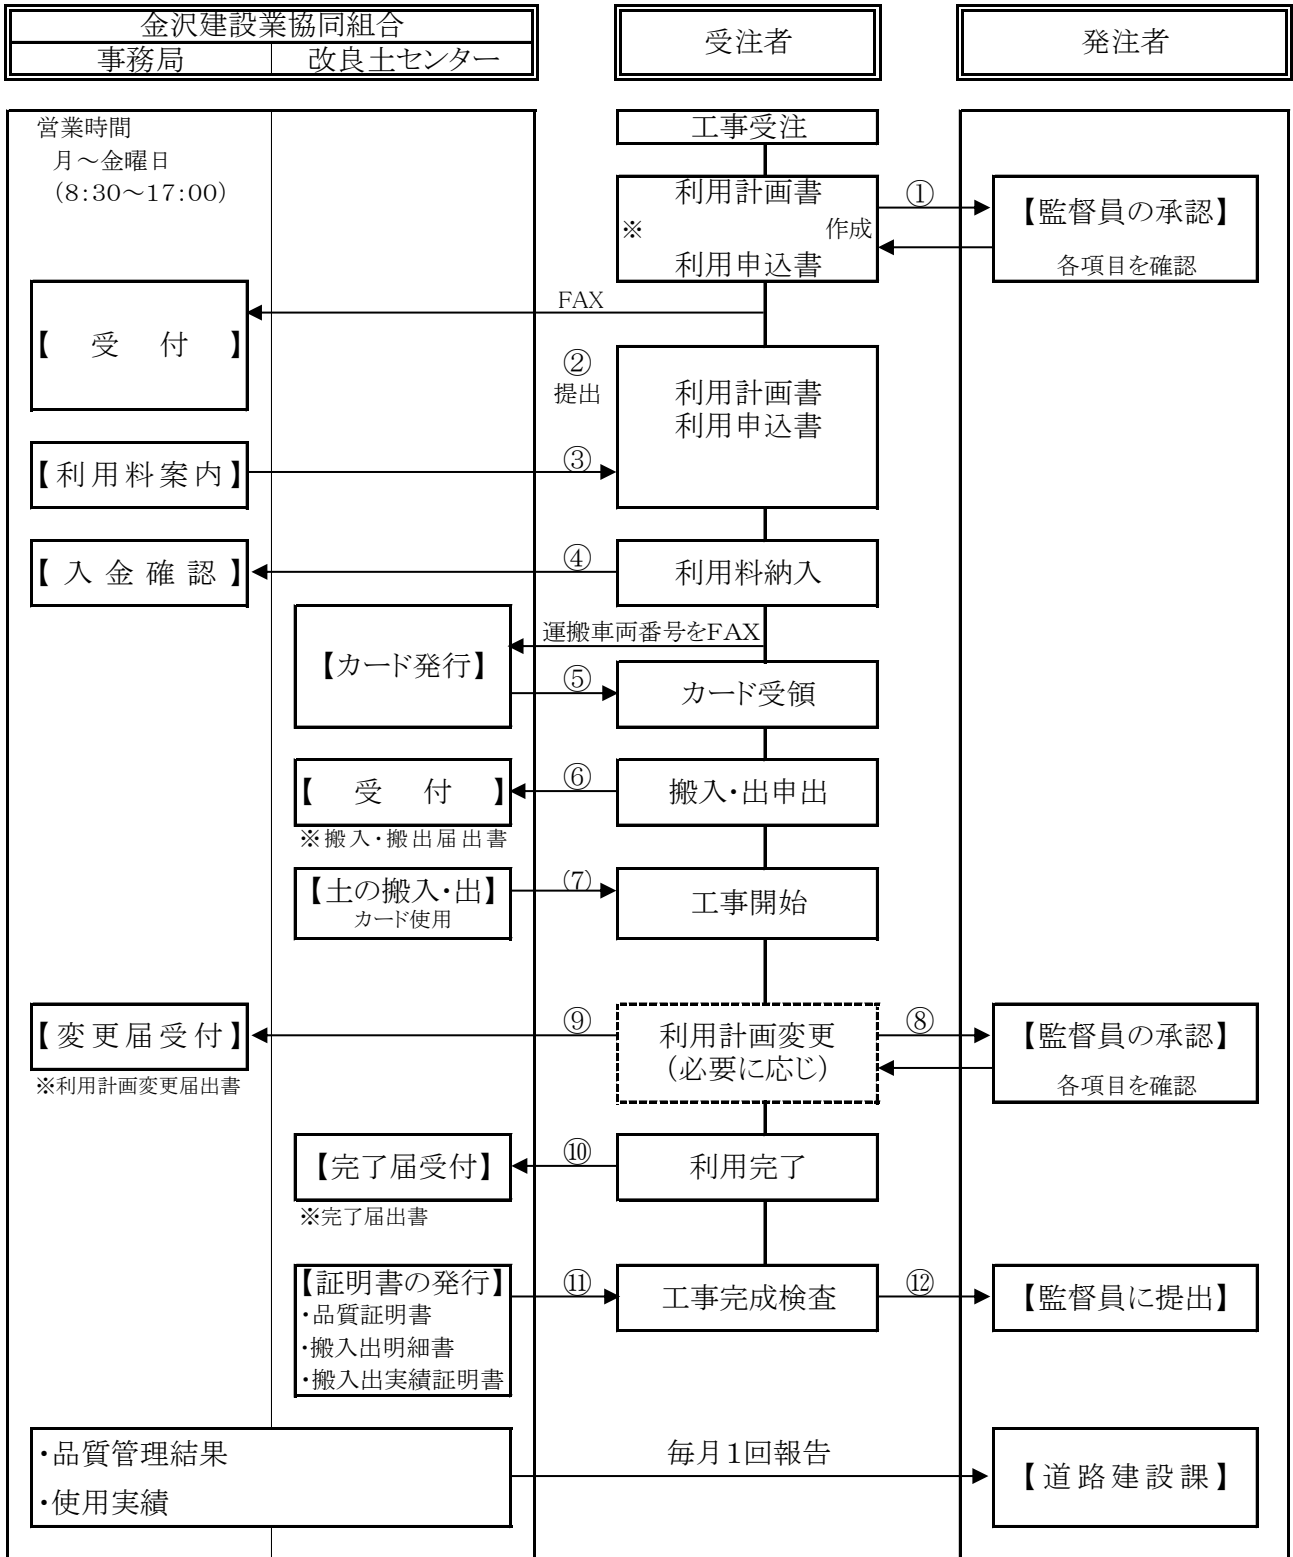 金沢建設業協同組合
事務局
改良土センター
受注者
発注者
営業時間
月～金曜日
(8:30～17:00)
工事受注
利用計画書
※ 作成
利用申込書
①
【監督員の承認】
各項目を確認
FAX
【 受 付 】
②
提出
利用計画書
利用申込書
【利用料案内】
③
【入金確認】
④
利用料納入
運搬車両番号をFAX
【カード発行】
⑤
カード受領
【 受 付 】
⑥
搬入・出申出
※搬入・搬出届出書
【土の搬入・出】
カード使用
(7)
工事開始
【変更届受付】
※利用計画変更届出書
⑨
利用計画変更
(必要に応じ)
⑧
【監督員の承認】
各項目を確認
【完了届受付】
※完了届出書
⑩
利用完了
【証明書の発行】
・品質証明書
・搬入出明細書
・搬入出実績証明書
⑪
工事完成検査
⑫
【監督員に提出】
・品質管理結果
・使用実績
毎月1回報告
【道路建設課】